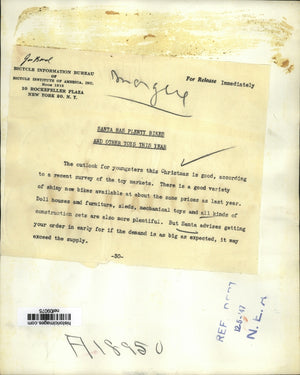 BICYCLE INFORMATION BUREAU
OF
BICYCLE INSTITUTE OF AMERICA, INC.
ROOM 1215
30 ROCKEFELLER PLAZA
NEW YORK 20, N. Y.
For Release Immediately
SANTA HAS PLENTY BIKES
AND OTHER TOYS THIS YEAR
The outlook for youngsters this Christmas is good, according
to a recent survey of the toy markets. There is a good variety
of shiny new bikes available at about the same prices as last year.
Doll houses and furniture, sleds, mechanical toys and all kinds of
construction sets are also more plentiful. But Santa advises getting
your order in early for if the demand is as big as expected, it may
exceed the supply.
-30-
historicimages.com
REF DEPT
N. E. A.
A18950